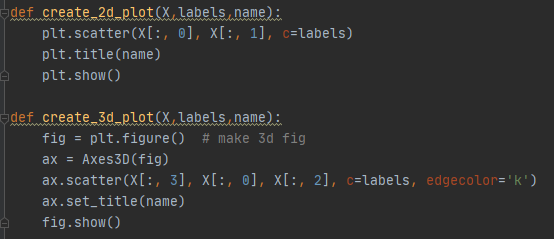 def create_2d_plot(X,labels,name):
    plt.scatter(X[:, 0], X[:, 1], c=labels)
    plt.title(name)
    plt.show()
def create_3d_plot(X,labels,name):
    fig = plt.figure()  # make 3d fig
    ax = Axes3D(fig)
    ax.scatter(X[:, 3], X[:, 0], X[:, 2], c=labels, edgecolor='k')
    ax.set_title(name)
    fig.show()